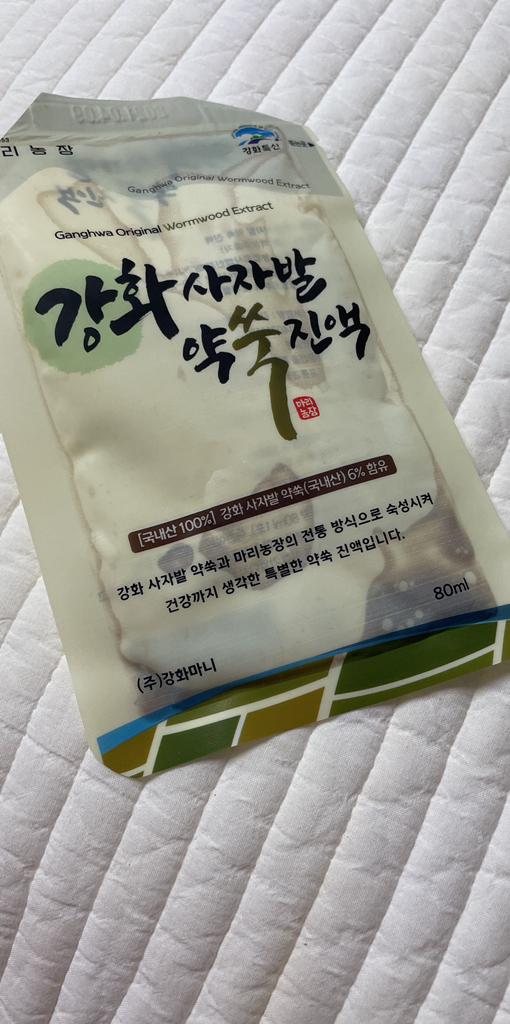 리 농 장
강화특산
Ganghwa Original Wormwood Extract
Ganghwa Original Wormwood Extract
강화 사자발
약쑥 진액
마리
농장
[국내산 100%] 강화 사자발 약쑥(국내산) 6% 함유
강화 사자발 약쑥과 마리농장의 전통 방식으로 숙성시켜
건강까지 생각한 특별한 약쑥 진액입니다.
80ml
(주)강화마니